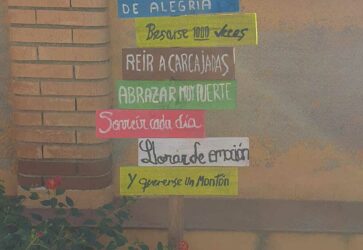 DE ALEGRIA
Besarse 1000 veces
REIR A CARCAJADAS
ABRAZAR MUY FUERTE
Sonreir cada día
Llorar de emoción
Y quererse un Montón